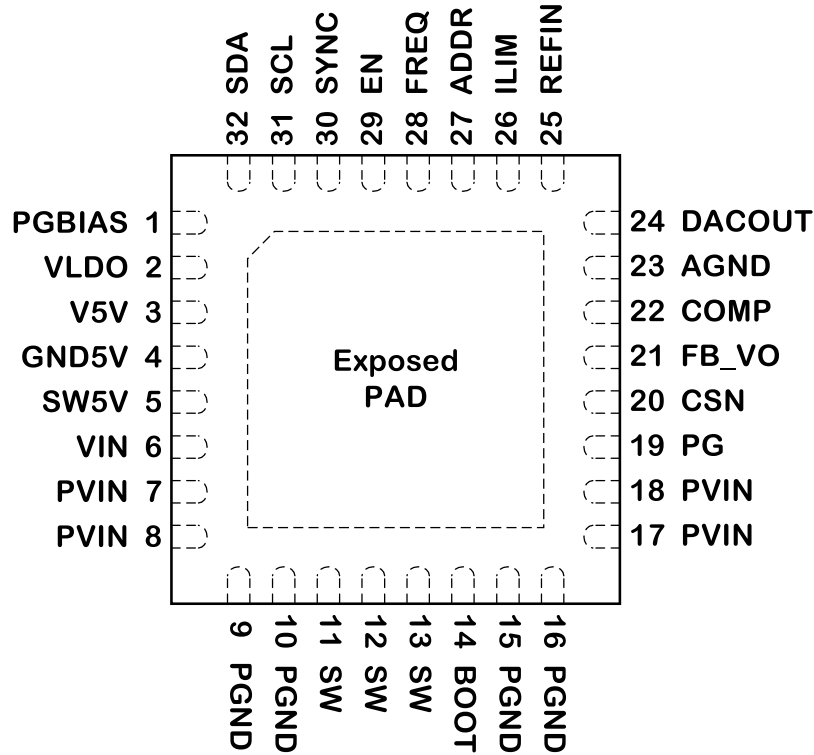 32 SDA
31 SCL
30 SYNC
29 EN
28 FREQ
27 ADDR
26 ILIM
25 REFIN
PGBIAS 1
VLDO 2
V5V 3
GND5V 4
SW5V 5
VIN 6
PVIN 7
PVIN 8
Exposed
PAD
24 DACOUT
23 AGND
22 COMP
21 FB_VO
20 CSN
19 PG
18 PVIN
17 PVIN
9 PGND
10 PGND
11 SW
12 SW
13 SW
14 BOOT
15 PGND
16 PGND